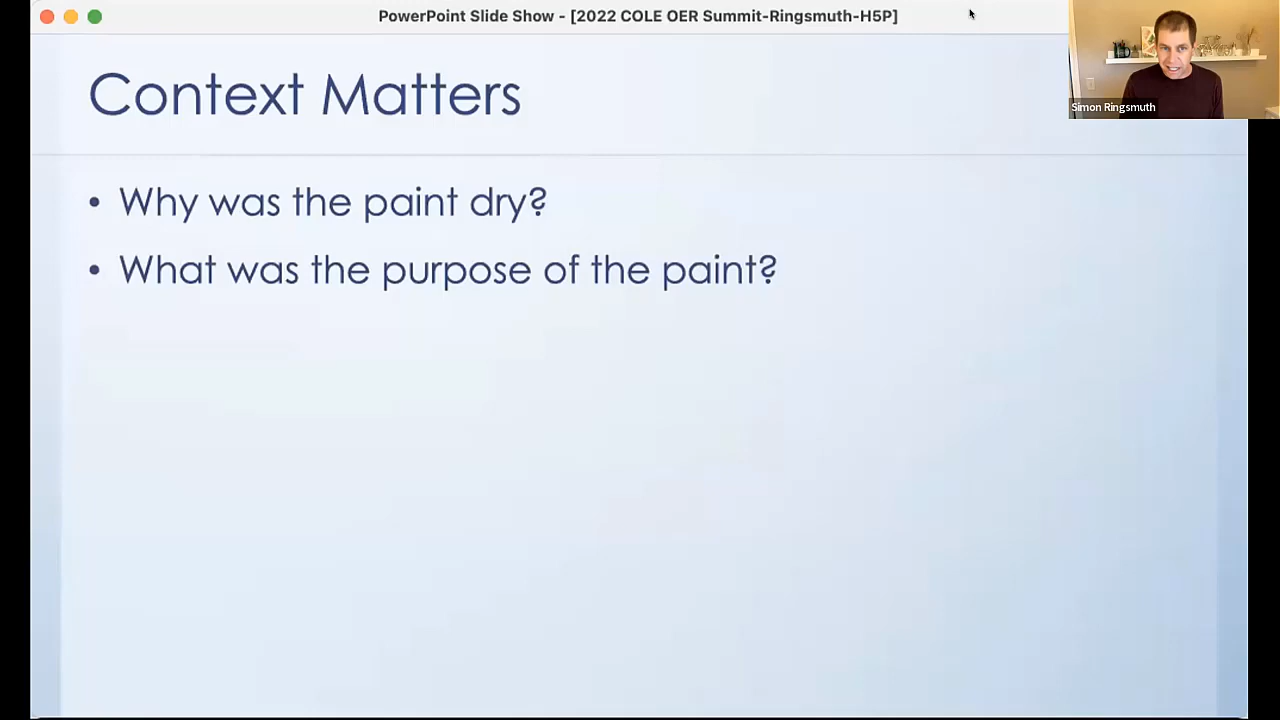 PowerPoint Slide Show - [2022 COLE OER Summit-Ringsmuth-H5P]
Context Matters
Simon Ringsmuth
• Why was the paint dry?
• What was the purpose of the paint?